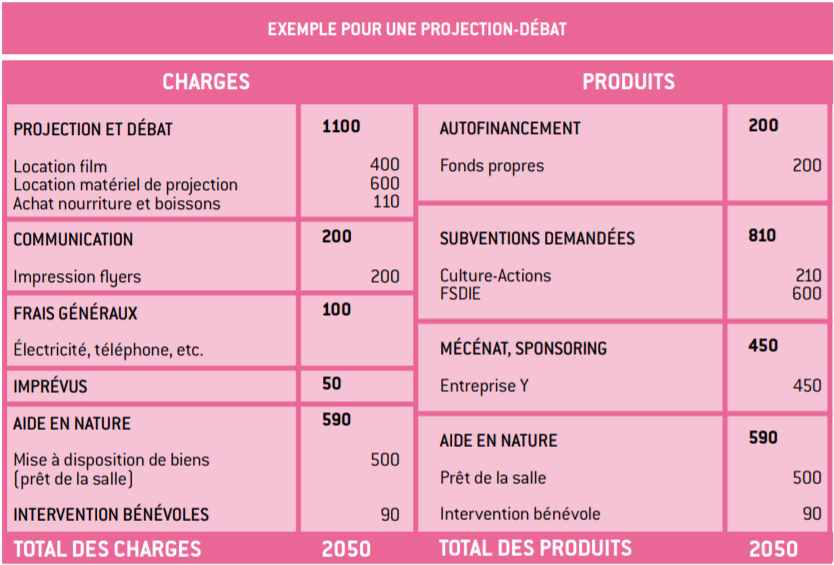 EXEMPLE POUR UNE PROJECTION-DÉBAT
CHARGES
PROJECTION ET DÉBAT 1100
Location film 400
Location matériel de projection 600
Achat nourriture et boissons 110
COMMUNICATION 200
Impression flyers 200
FRAIS GÉNÉRAUX 100
Électricité, téléphone, etc.
IMPRÉVUS 50
AIDE EN NATURE 590
Mise à disposition de biens 500
(prêt de la salle)
INTERVENTION BÉNÉVOLES 90
TOTAL DES CHARGES 2050
PRODUITS
AUTOFINANCEMENT 200
Fonds propres 200
SUBVENTIONS DEMANDÉES 810
Culture-Actions 210
FSDIE 600
MÉCÉNAT, SPONSORING 450
Entreprise Y 450
AIDE EN NATURE 590
Prêt de la salle 500
Intervention bénévole 90
TOTAL DES PRODUITS 2050